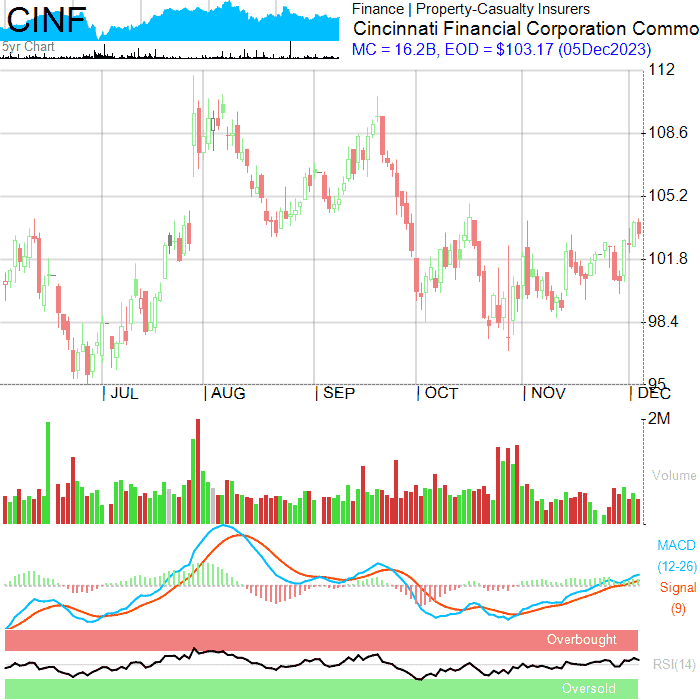 CINF
5yr Chart
Finance | Property-Casualty Insurers
Cincinnati Financial Corporation Commo
MC = 16.2B, EOD = $103.17 (05Dec2023)
112
108.6
105.2
101.8
98.4
95
JUL AUG SEP OCT NOV DEC
2M
Volume
MACD
(12-26)
Signal
(9)
Overbought
RSI(14)
Oversold